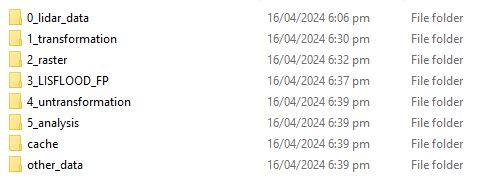 0_lidar_data 16/04/2024 6:06 pm File folder
1_transformation 16/04/2024 6:30 pm File folder
2_raster 16/04/2024 6:32 pm File folder
3_LISFLOOD_FP 16/04/2024 6:37 pm File folder
4_untransformation 16/04/2024 6:39 pm File folder
5_analysis 16/04/2024 6:39 pm File folder
cache 16/04/2024 6:39 pm File folder
other_data 16/04/2024 6:39 pm File folder